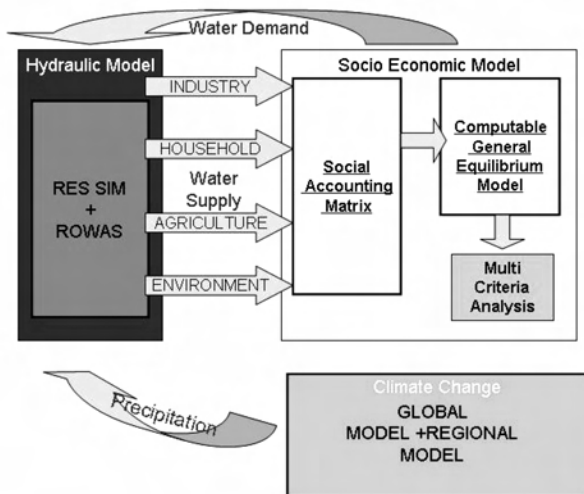 Water Demand
Hydraulic Model
Socio Economic Model
INDUSTRY
HOUSEHOLD
Water
Supply
AGRICULTURE
ENVIRONMENT
RES SIM
+
ROWAS
Social
Accounting
Matrix
Computable
General
Equilibrium
Model
Multi
Criteria
Analysis
Precipitation
Climate Change
GLOBAL
MODEL +REGIONAL
MODEL